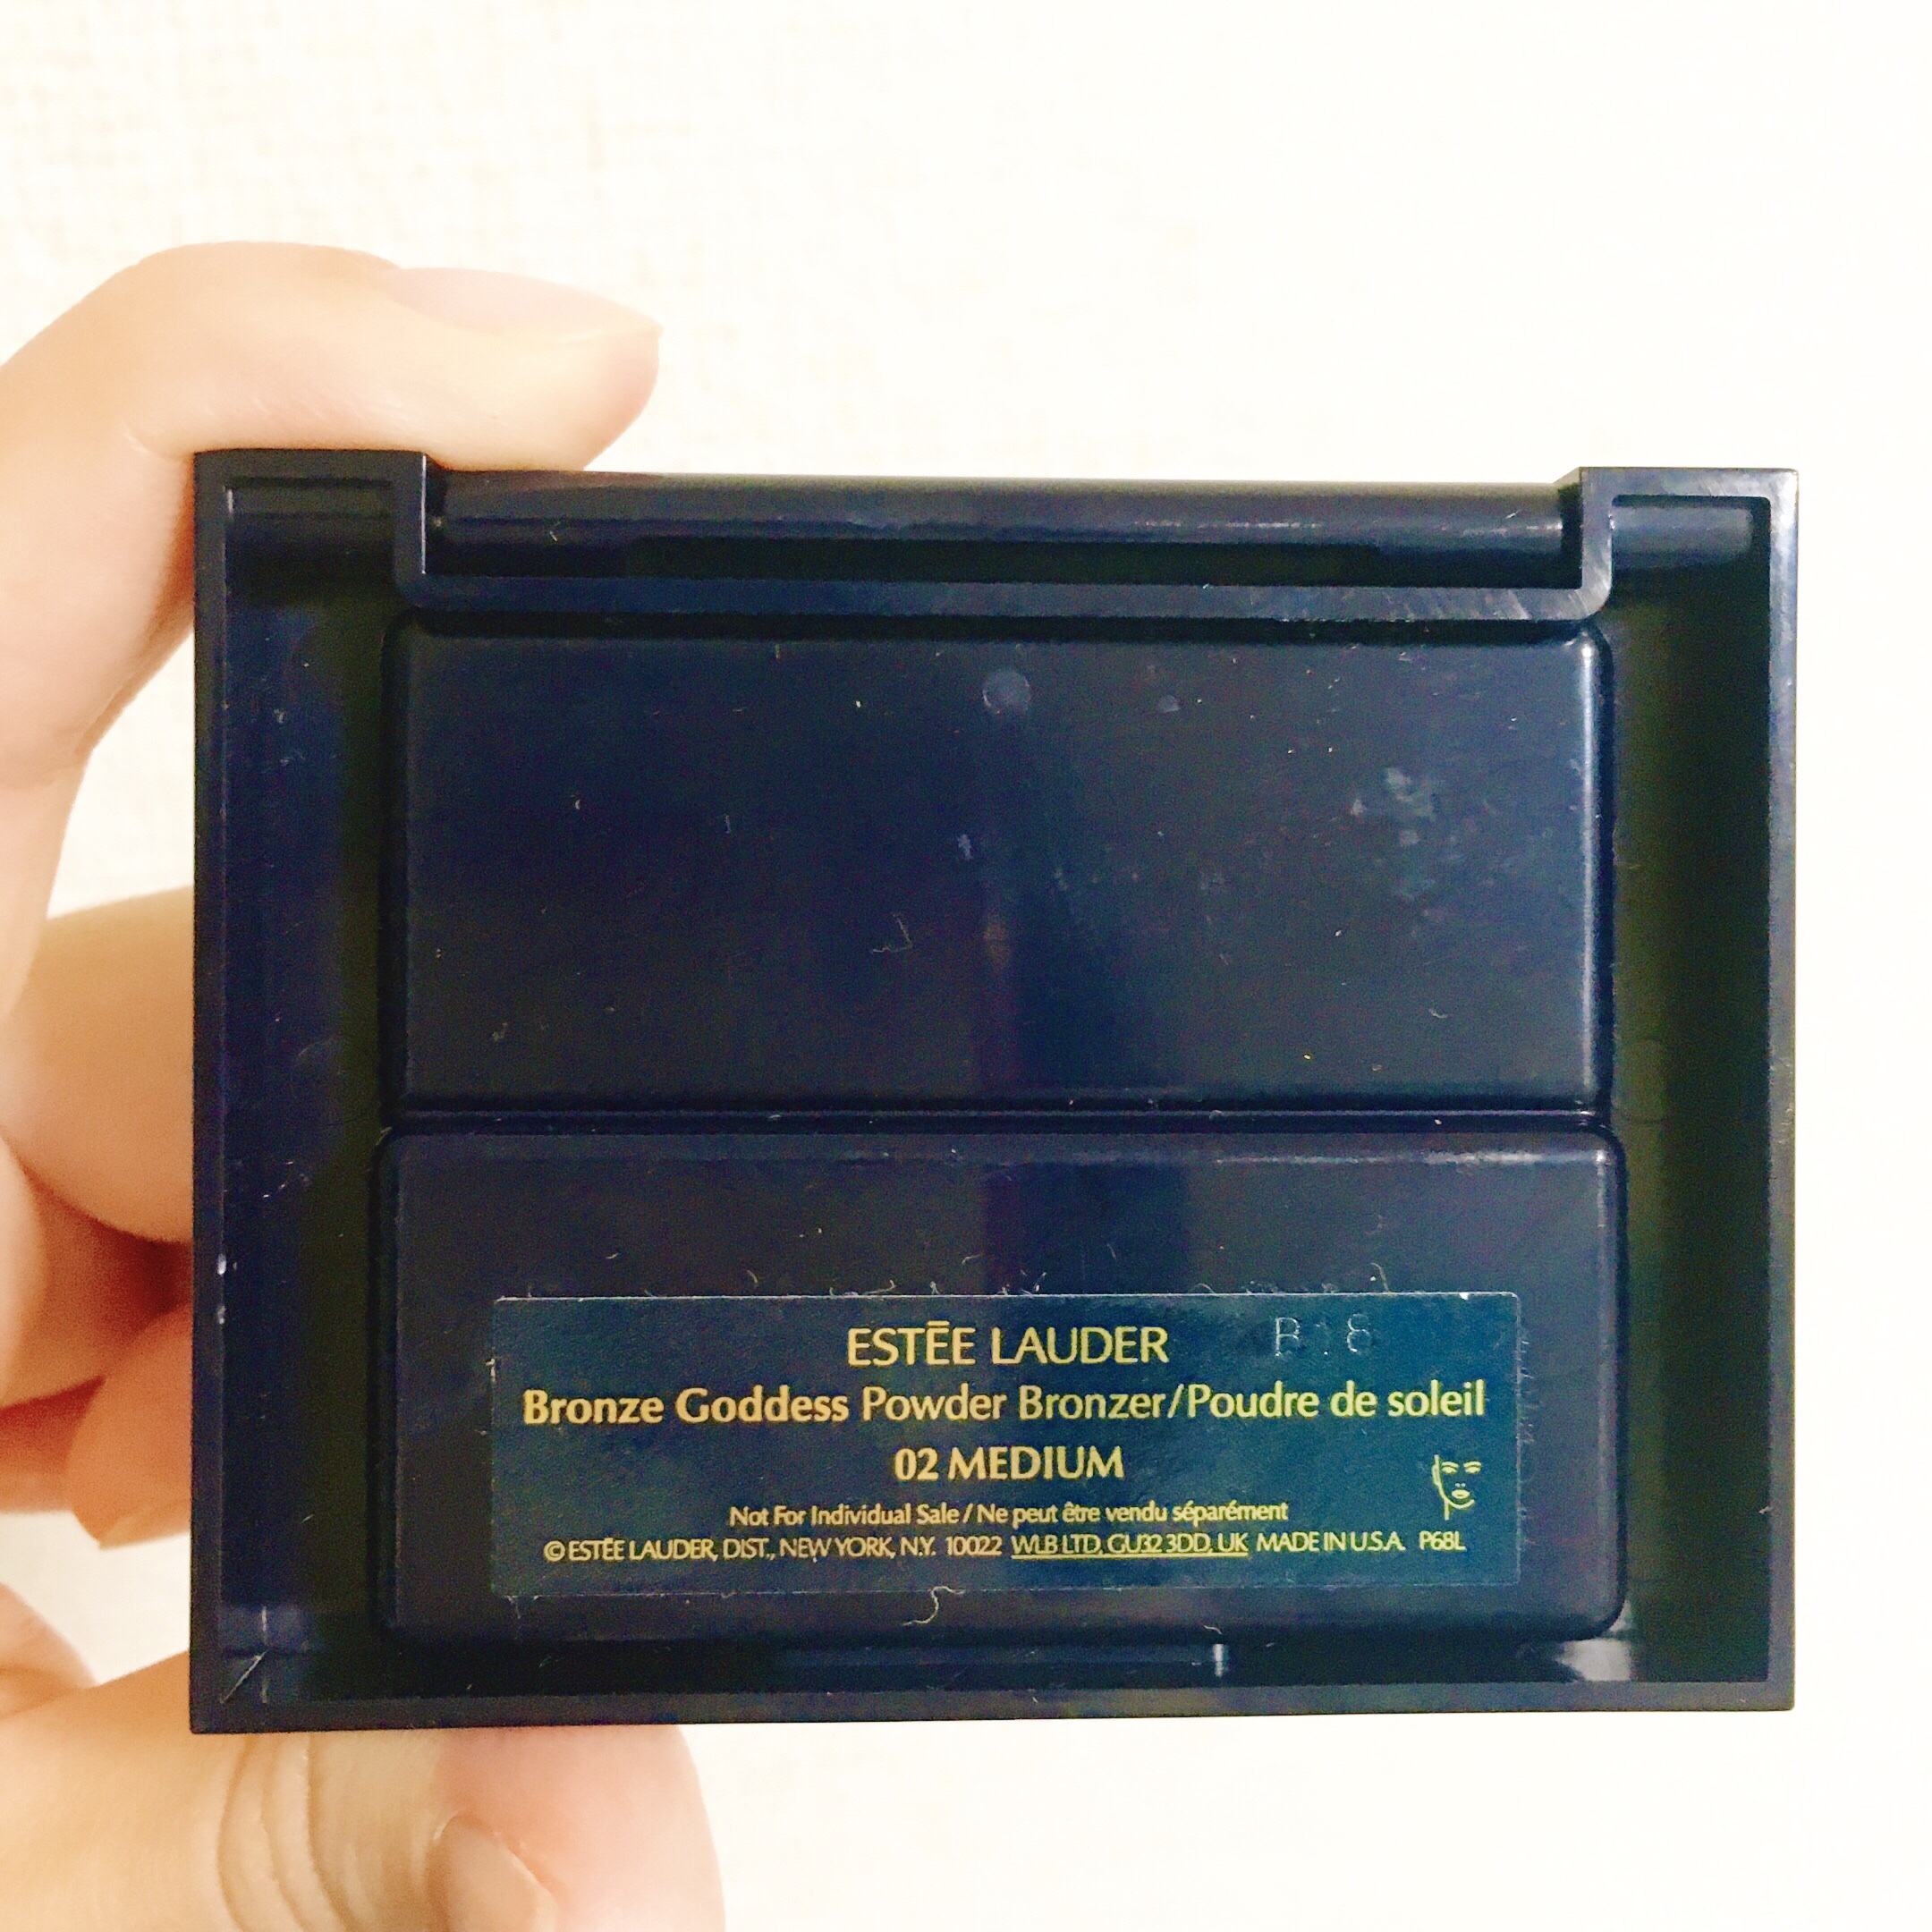 ESTĒE LAUDER
Bronze Goddess Powder Bronzer/Poudre de soleil
02 MEDIUM
Not For Individual Sale / Ne peut être vendu séparément
© ESTĒE LAUDER, DIST., NEW YORK, N.Y. 10022 WLB LTD, GU32 3DD, UK MADE IN U.S.A. P68L